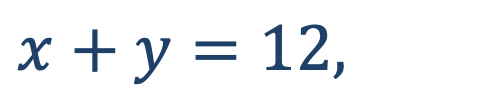 x + y = 12,